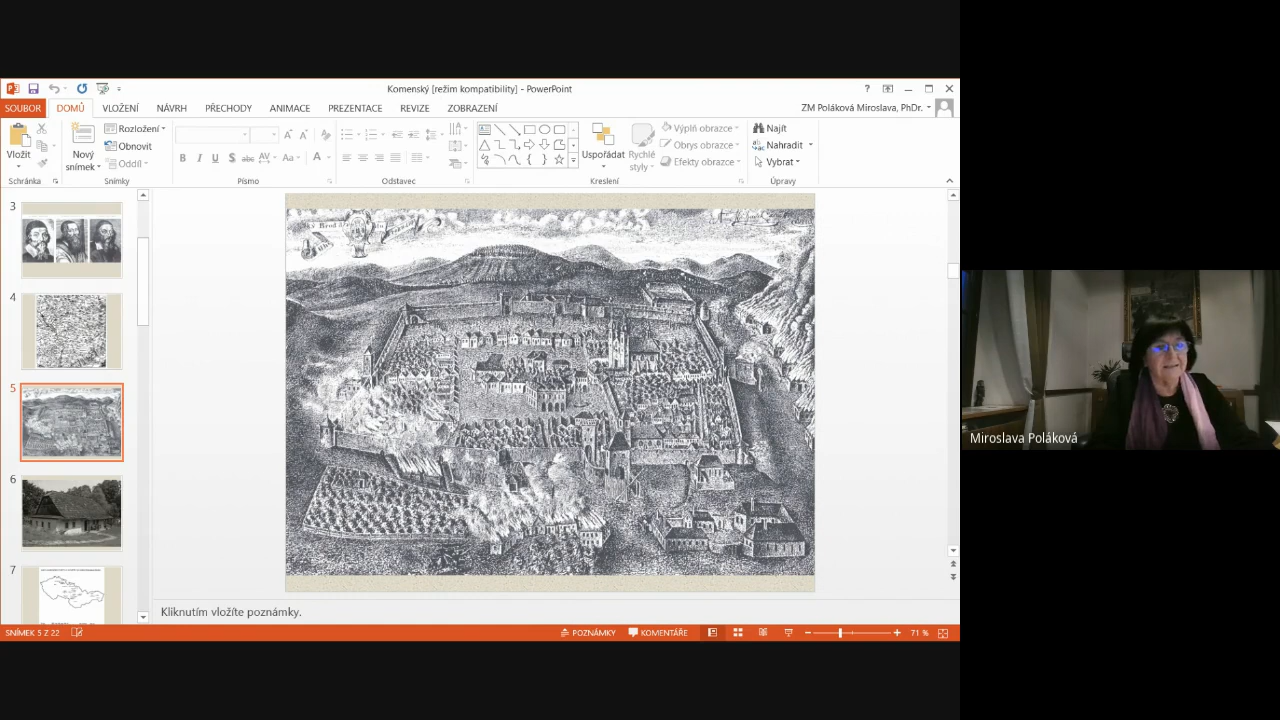 Komenský [režim kompatibility] - PowerPoint
SOUBOR DOMŮ VLOŽENÍ NÁVRH PŘECHODY ANIMACE PREZENTACE REVIZE ZOBRAZENÍ ZM Poláková Miroslava, PhDr.
Vložit
Schránka
Nový
snímek
Rozložení
Obnovit
Oddíl
Snímky
Písmo
Odstavec
Uspořádat
Rychlé
styly
Výplň obrazce
Obrys obrazce
Efekty obrazce
Kreslení
Najít
Nahradit
Vybrat
Úpravy
3
4
5
6
7
Brod
Miroslava Poláková
Kliknutím vložíte poznámky.
SNÍMEK 5 Z 22 POZNÁMKY KOMENTÁŘE 71 %